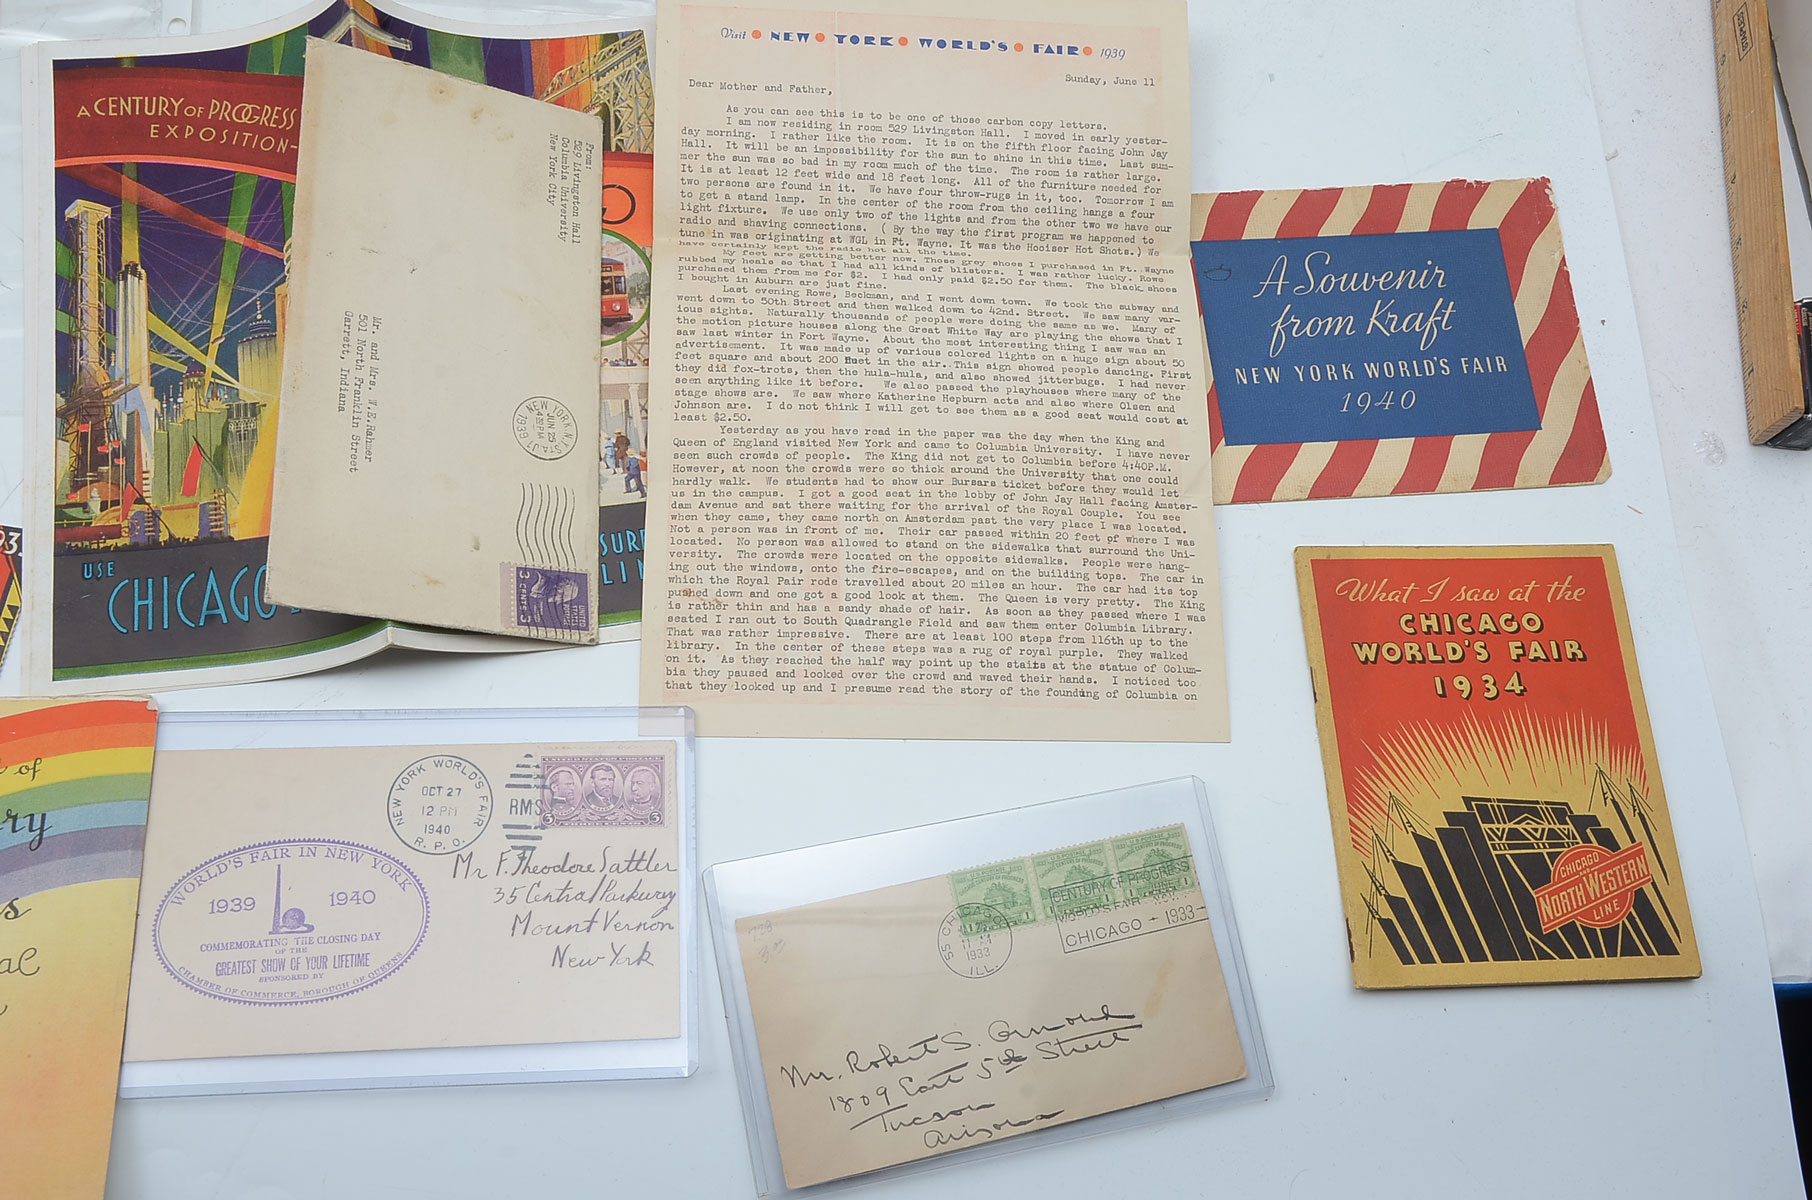 A CENTURY OF PROGRESS
EXPOSITION-
USE
CHICAGO
SURF
LIN
From:
529 Livingston Hall
Columbia University
New York City
Mr. and Mrs. W.E.Rahmer
501 North Franklin Street
Garrett, Indiana
NEW YORK, N.Y.
JUN 25
4 30 PM
1939
STA. J
3 CENTS 3
UNITED
STATES
POSTAGE
Visit NEW YORK WORLD'S FAIR 1939
Sunday, June 11
Dear Mother and Father,
As you can see this is to be one of those carbon copy letters.
I am now residing in room 529 Livingston Hall. I moved in early yester-
day morning. I rather like the room. It is on the fifth floor facing John Jay
Hall. It will be an impossibility for the sun to shine in this time. Last sum-
mer the sun was so bad in my room much of the time. The room is rather large.
It is at least 12 feet wide and 18 feet long. All of the furniture needed for
two persons are found in it. We have four throw-rugs in it, too. Tomorrow I am
to get a stand lamp. In the center of the room from the ceiling hangs a four
light fixture. We use only two of the lights and from the other two we have our
radio and shaving connections. ( By the way the first program we happened to
tune in was originating at WGL in Ft. Wayne. It was the Hooiser Hot Shots.) We
have certainly kept the radio hot all the time.
My feet are getting better now. Those grey shoes I purchased in Ft. Wayne
rubbed my heals so that I had all kinds of blisters. I was rather lucky. Rowe
purchased them from me for $2. I had only paid $2.50 for them. The black shoes
I bought in Auburn are just fine.
Last evening Rowe, Beckman, and I went down town. We took the subway and
went down to 50th Street and then walked down to 42nd. Street. We saw many var-
ious sights. Naturally thousands of people were doing the same as we. Many of
the motion picture houses along the Great White Way are playing the shows that I
saw last winter in Fort Wayne. About the most interesting thing I saw was an
advertisement. It was made up of various colored lights on a huge sign about 50
feet square and about 200 feet in the air. This sign showed people dancing. First
they did fox-trots, then the hula-hula, and also showed jitterbugs. I had never
seen anything like it before. We also passed the playhouses where many of the
stage shows are. We saw where Katherine Hepburn acts and also where Olsen and
Johnson are. I do not think I will get to see them as a good seat would cost at
least $2.50.
Yesterday as you have read in the paper was the day when the King and
Queen of England visited New York and came to Columbia University. I have never
seen such crowds of people. The King did not get to Columbia before 4:40P.M.
However, at noon the crowds were so thick around the University that one could
hardly walk. We students had to show our Bursars ticket before they would let
us in the campus. I got a good seat in the lobby of John Jay Hall facing Amster-
dam Avenue and sat there waiting for the arrival of the Royal Couple. You see
when they came, they came north on Amsterdam past the very place I was located.
Not a person was in front of me. Their car passed within 20 feet of where I was
located. No person was allowed to stand on the sidewalks that surround the Uni-
versity. The crowds were located on the opposite sidewalks. People were hang-
ing out the windows, onto the fire-escapes, and on the building tops. The car in
which the Royal Pair rode travelled about 20 miles an hour. The car had its top
pushed down and one got a good look at them. The Queen is very pretty. The King
is rather thin and has a sandy shade of hair. As soon as they passed where I was
seated I ran out to South Quadrangle Field and saw them enter Columbia Library.
That was rather impressive. There are at least 100 steps from 116th up to the
library. In the center of these steps was a rug of royal purple. They walked
on it. As they reached the half way point up the stairs at the statue of Colum-
bia they paused and looked over the crowd and waved their hands. I noticed too
that they looked up and I presume read the story of the founding of Columbia on
A Souvenir
from Kraft
NEW YORK WORLD'S FAIR
1940
What I saw at the
CHICAGO
WORLD'S FAIR
1934
CHICAGO
AND
NORTH WESTERN
LINE
of
ry
s
al
NEW YORK WORLD'S FAIR
OCT 27
12 PM
1940
R. P. O.
RMS
3 3
WORLD'S FAIR IN NEW YORK
1939 1940
COMMEMORATING THE CLOSING DAY
OF THE
GREATEST SHOW OF YOUR LIFETIME
SPONSORED BY
CHAMBER OF COMMERCE, BOROUGH OF QUEENS
Mr F. Theodore Sattler
35 Central Parkway
Mount Vernon
New York
U.S. POSTAGE
CENTURY OF PROGRESS
WORLD'S FAIR
CHICAGO - 1933-
CHICAGO
11 AM
1933
ILL.
Mr. Robert S. Ormond
1809 East 5th Street
Tucson
Arizona